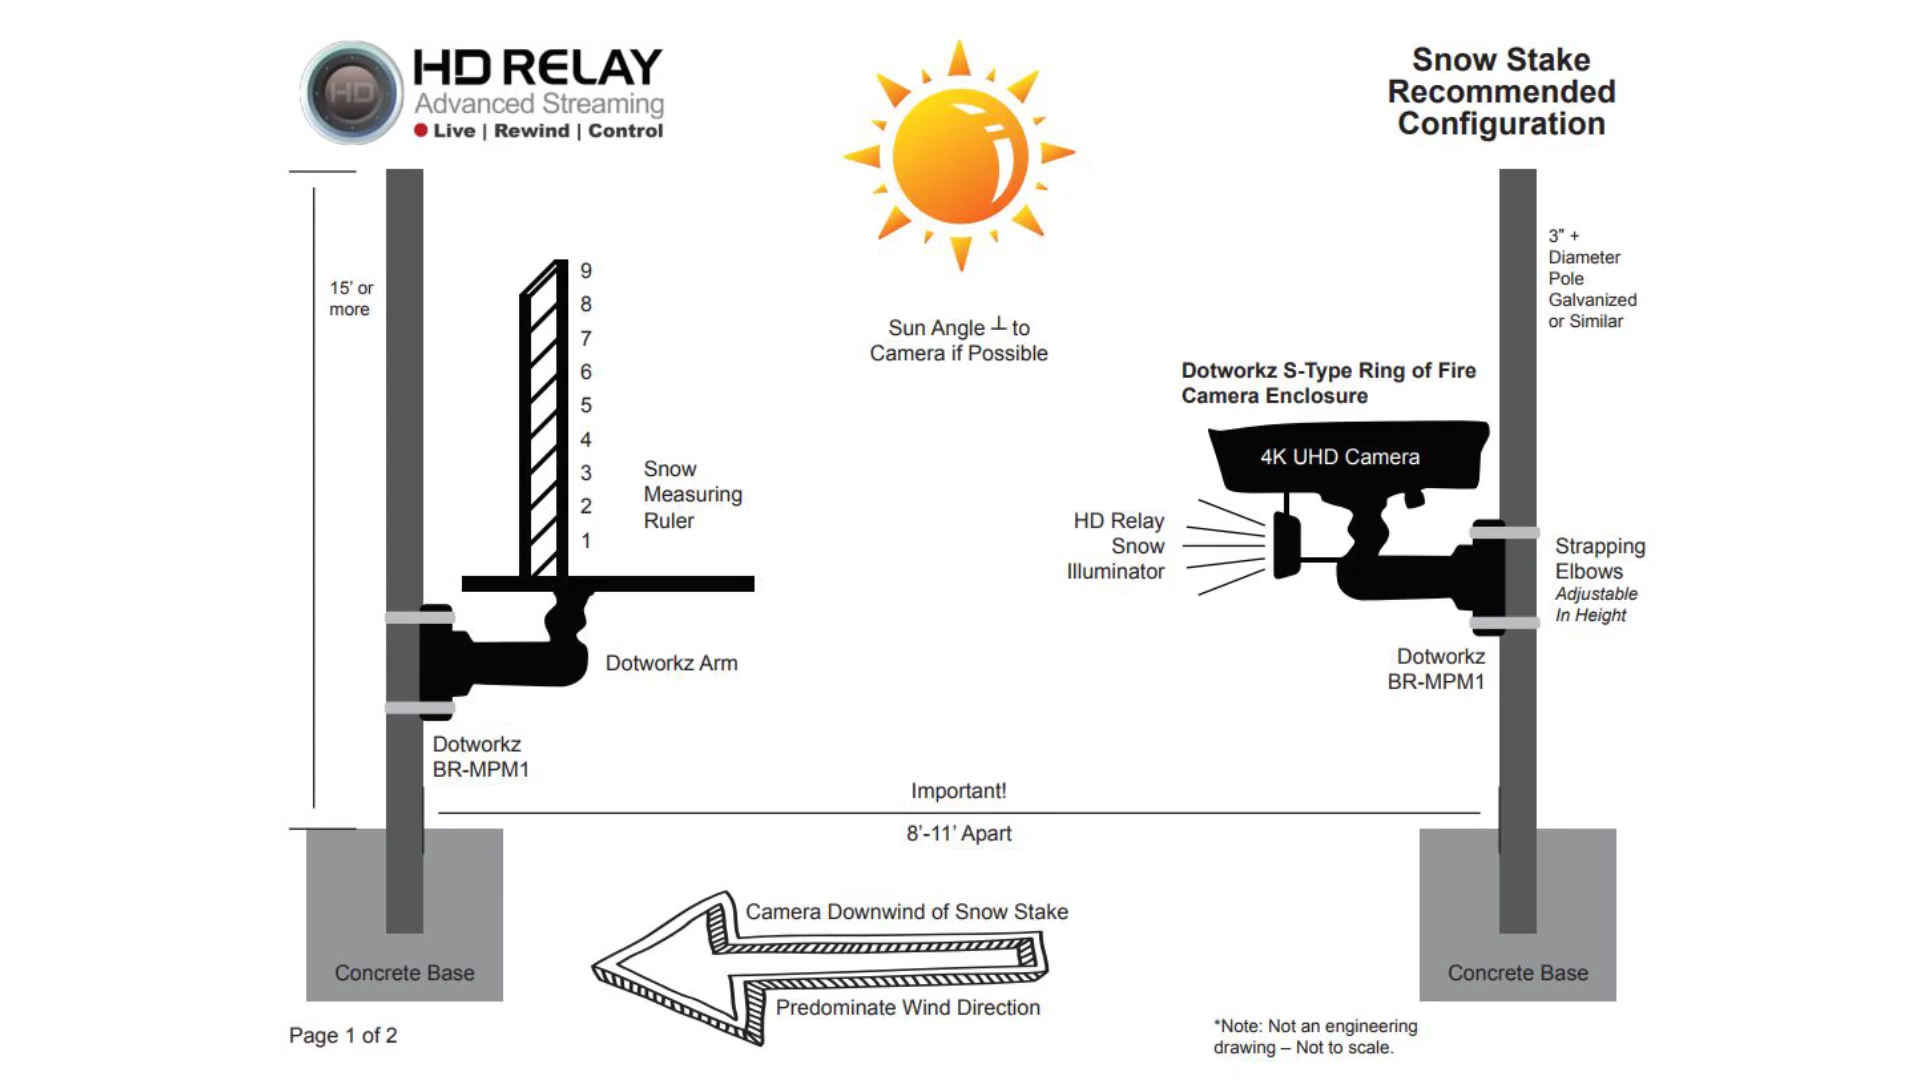 HD RELAY
HD
Advanced Streaming
Live | Rewind | Control
Snow Stake
Recommended
Configuration
15' or
more
9
8
7
6
5
4
3
2
1
Snow
Measuring
Ruler
Sun Angle ⊥ to
Camera if Possible
3" +
Diameter
Pole
Galvanized
or Similar
Dotworkz S-Type Ring of Fire
Camera Enclosure
4K UHD Camera
HD Relay
Snow
Illuminator
Strapping
Elbows
Adjustable
In Height
Dotworkz Arm
Dotworkz
BR-MPM1
Dotworkz
BR-MPM1
Important!
8'-11' Apart
Camera Downwind of Snow Stake
Predominate Wind Direction
Concrete Base
Concrete Base
Page 1 of 2
*Note: Not an engineering
drawing – Not to scale.